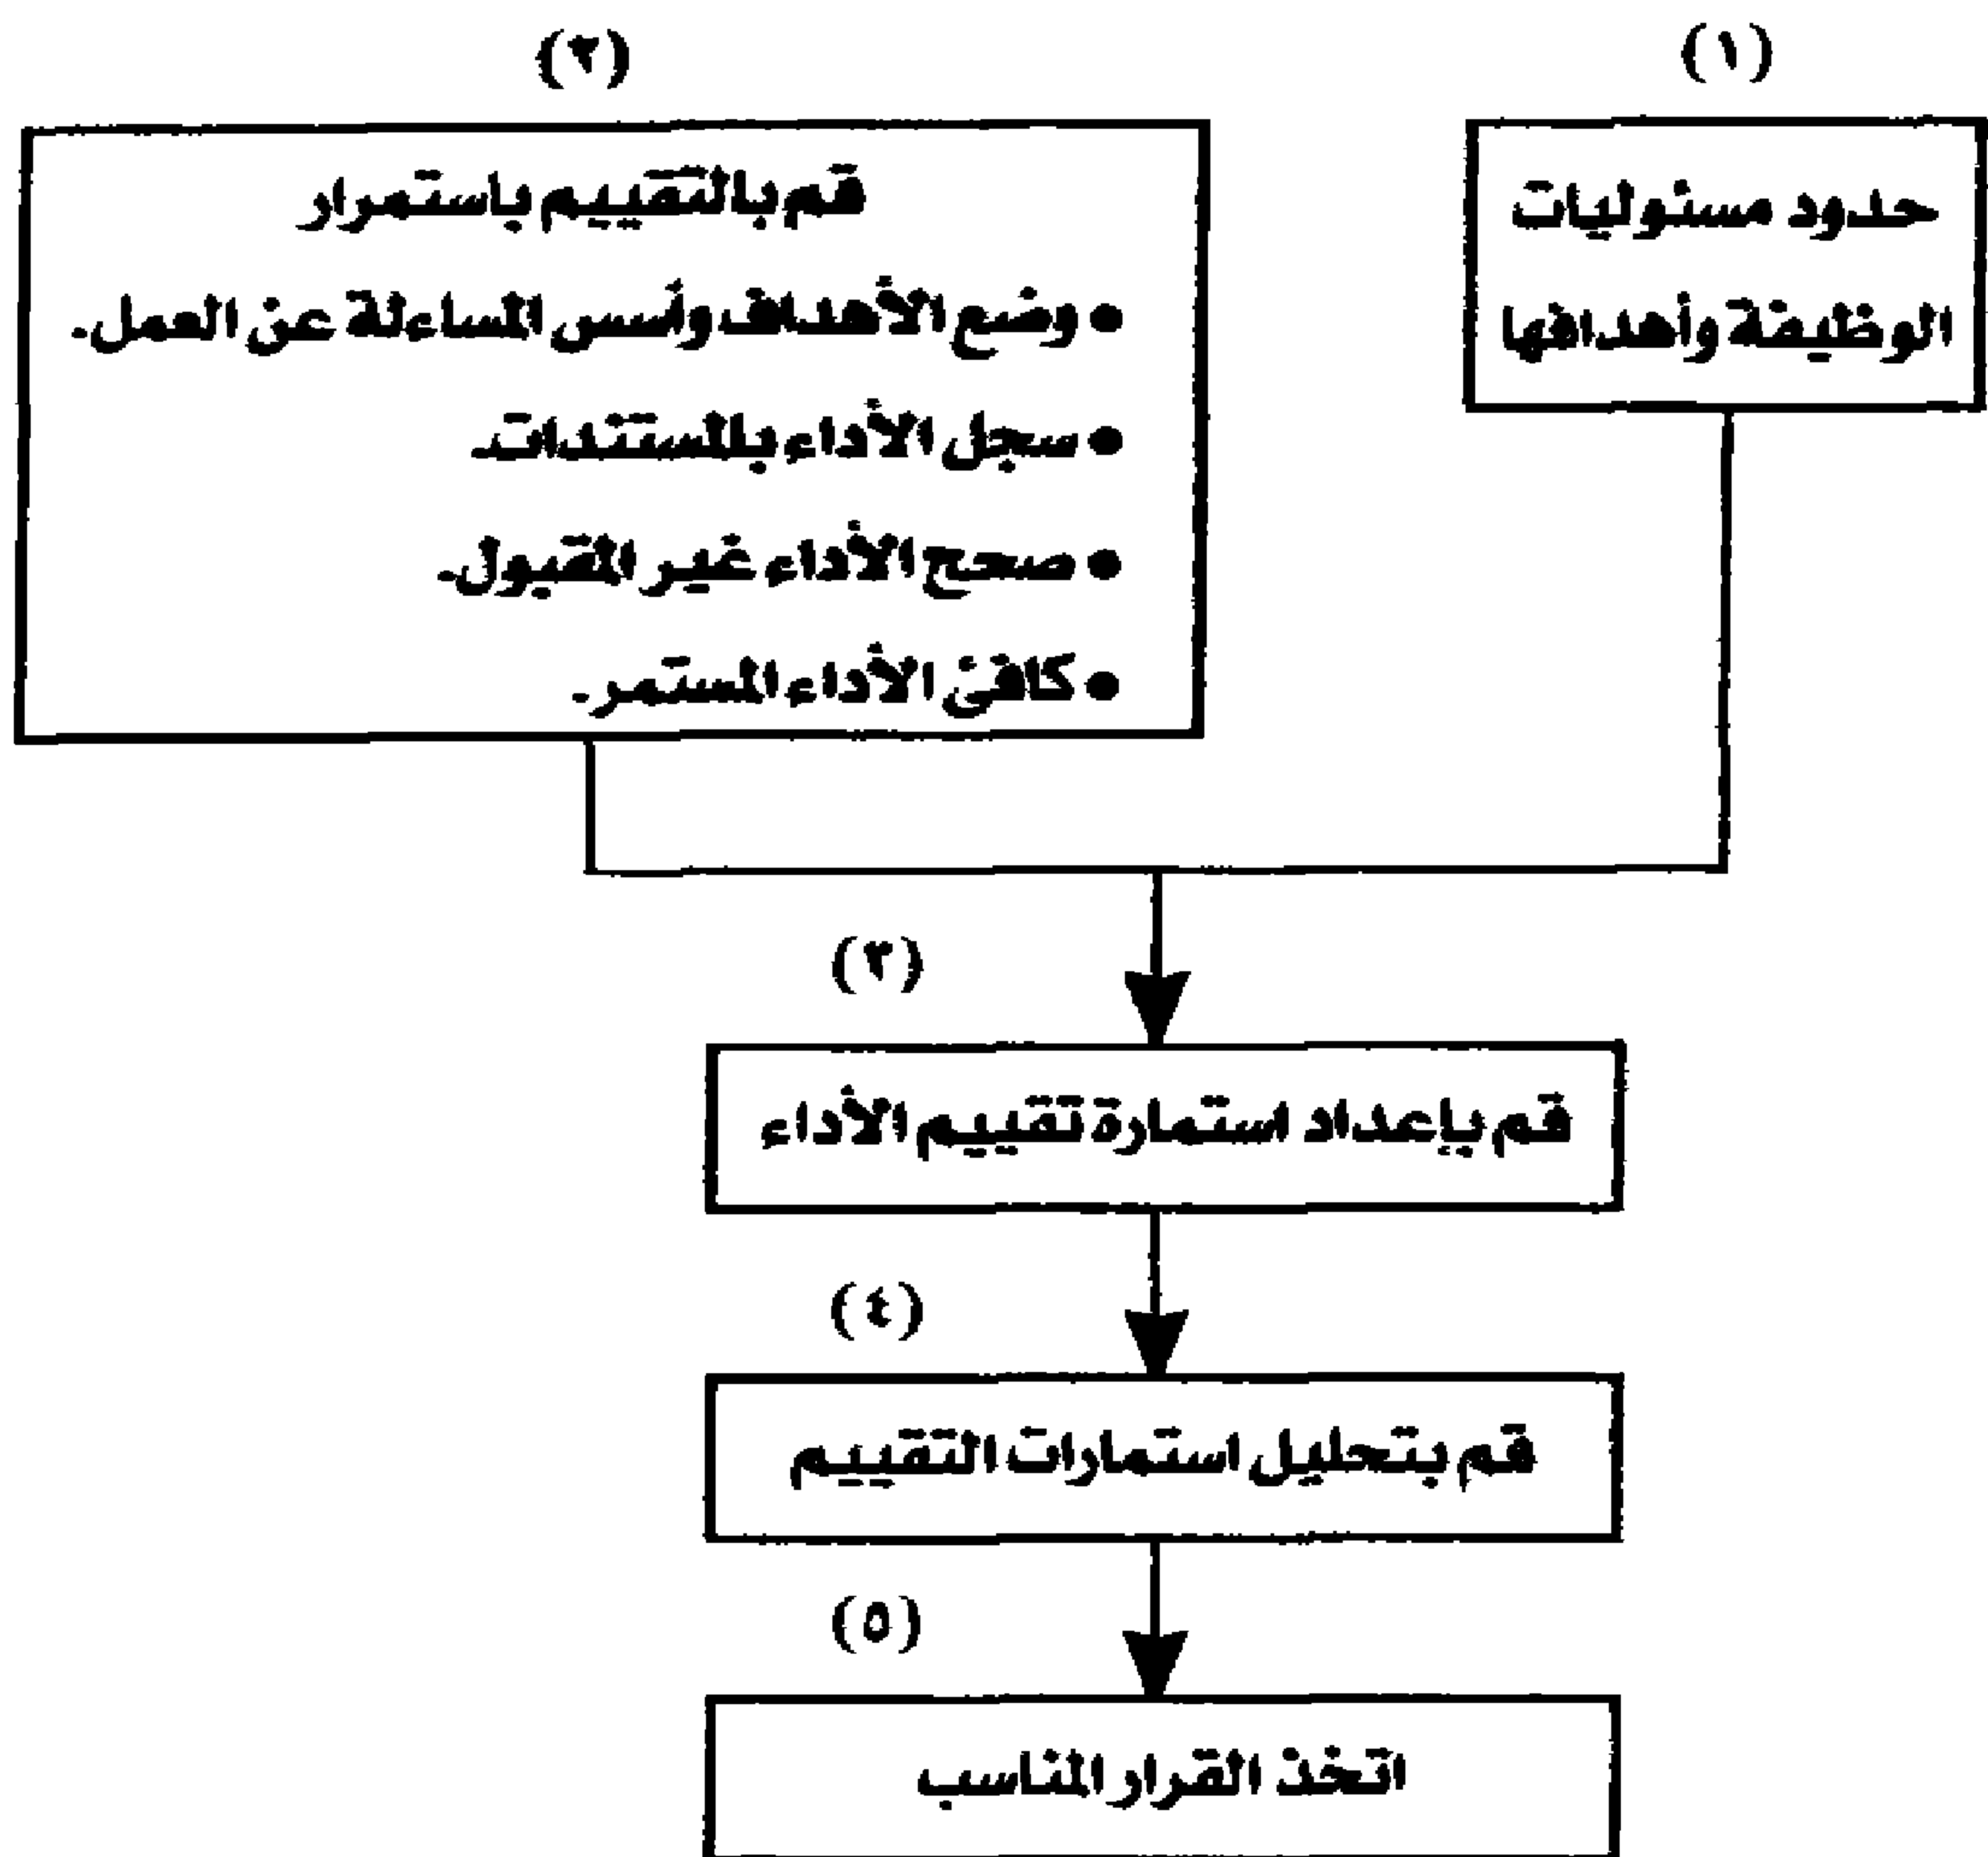 (١)
حدود مسئوليات
الوظيفة وأهدافها
(٢)
قم بالتقييم باستمرار
● وضع الأهداف وأسس المساءلة عن العمل.
● سجل الأداء بالمستندات.
● صحح الأداء غير المقبول.
● كافئ الأداء المستمر.
(٣)
قم بإعداد استمارة تقييم الأداء
(٤)
قم بتحليل استمارات التقييم
(٥)
اتخذ القرار المناسب